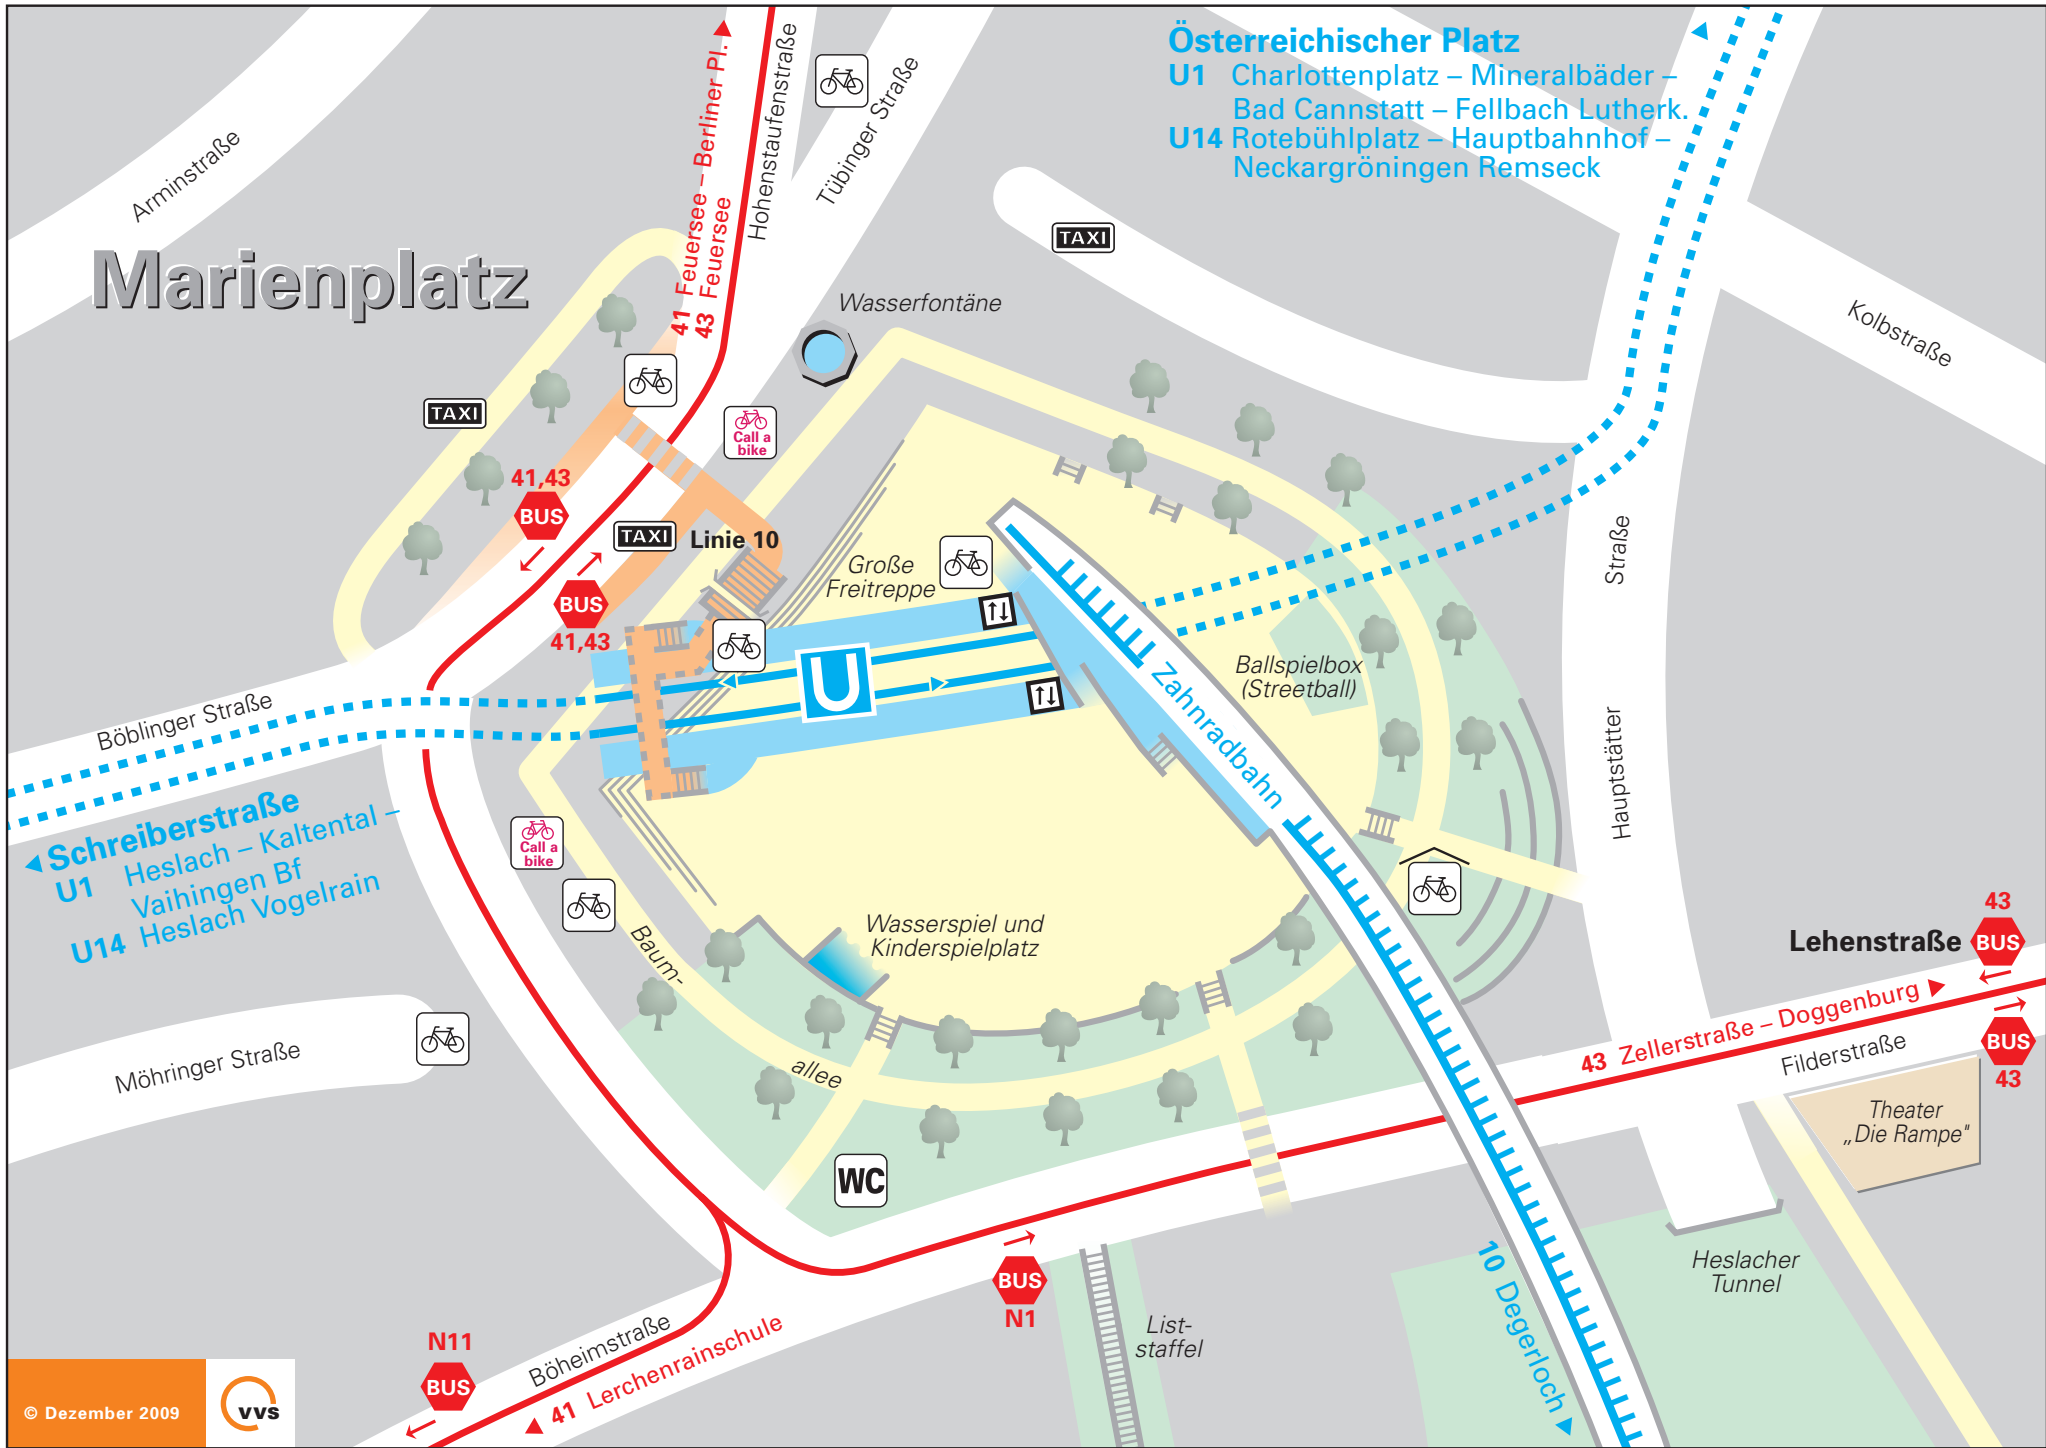 Marienplatz
Österreichischer Platz
U1 Charlottenplatz – Mineralbäder –
Bad Cannstatt – Fellbach Lutherk.
U14 Rotebühlplatz – Hauptbahnhof –
Neckargröningen Remseck
Arminstraße
41 Feuersee – Berliner Pl.
43 Feuersee
Hohenstaufenstraße
Tübinger Straße
TAXI
Kolbstraße
Wasserfontäne
TAXI
Call a
bike
41,43
BUS
TAXI
Linie 10
BUS
41,43
Große
Freitreppe
U
Zahnradbahn
Ballspielbox
(Streetball)
Hauptstätter
Straße
Böblinger Straße
Schreiberstraße
U1 Heslach – Kaltental –
Vaihingen Bf
U14 Heslach Vogelrain
Call a
bike
Baum-
allee
Wasserspiel und
Kinderspielplatz
Möhringer Straße
WC
43
Lehenstraße
BUS
43 Zellerstraße – Doggenburg
Filderstraße
BUS
43
Theater
„Die Rampe"
Heslacher
Tunnel
10 Degerloch
BUS
N1
List-
staffel
N11
BUS
Böheimstraße
41 Lerchenrainschule
© Dezember 2009
vvs